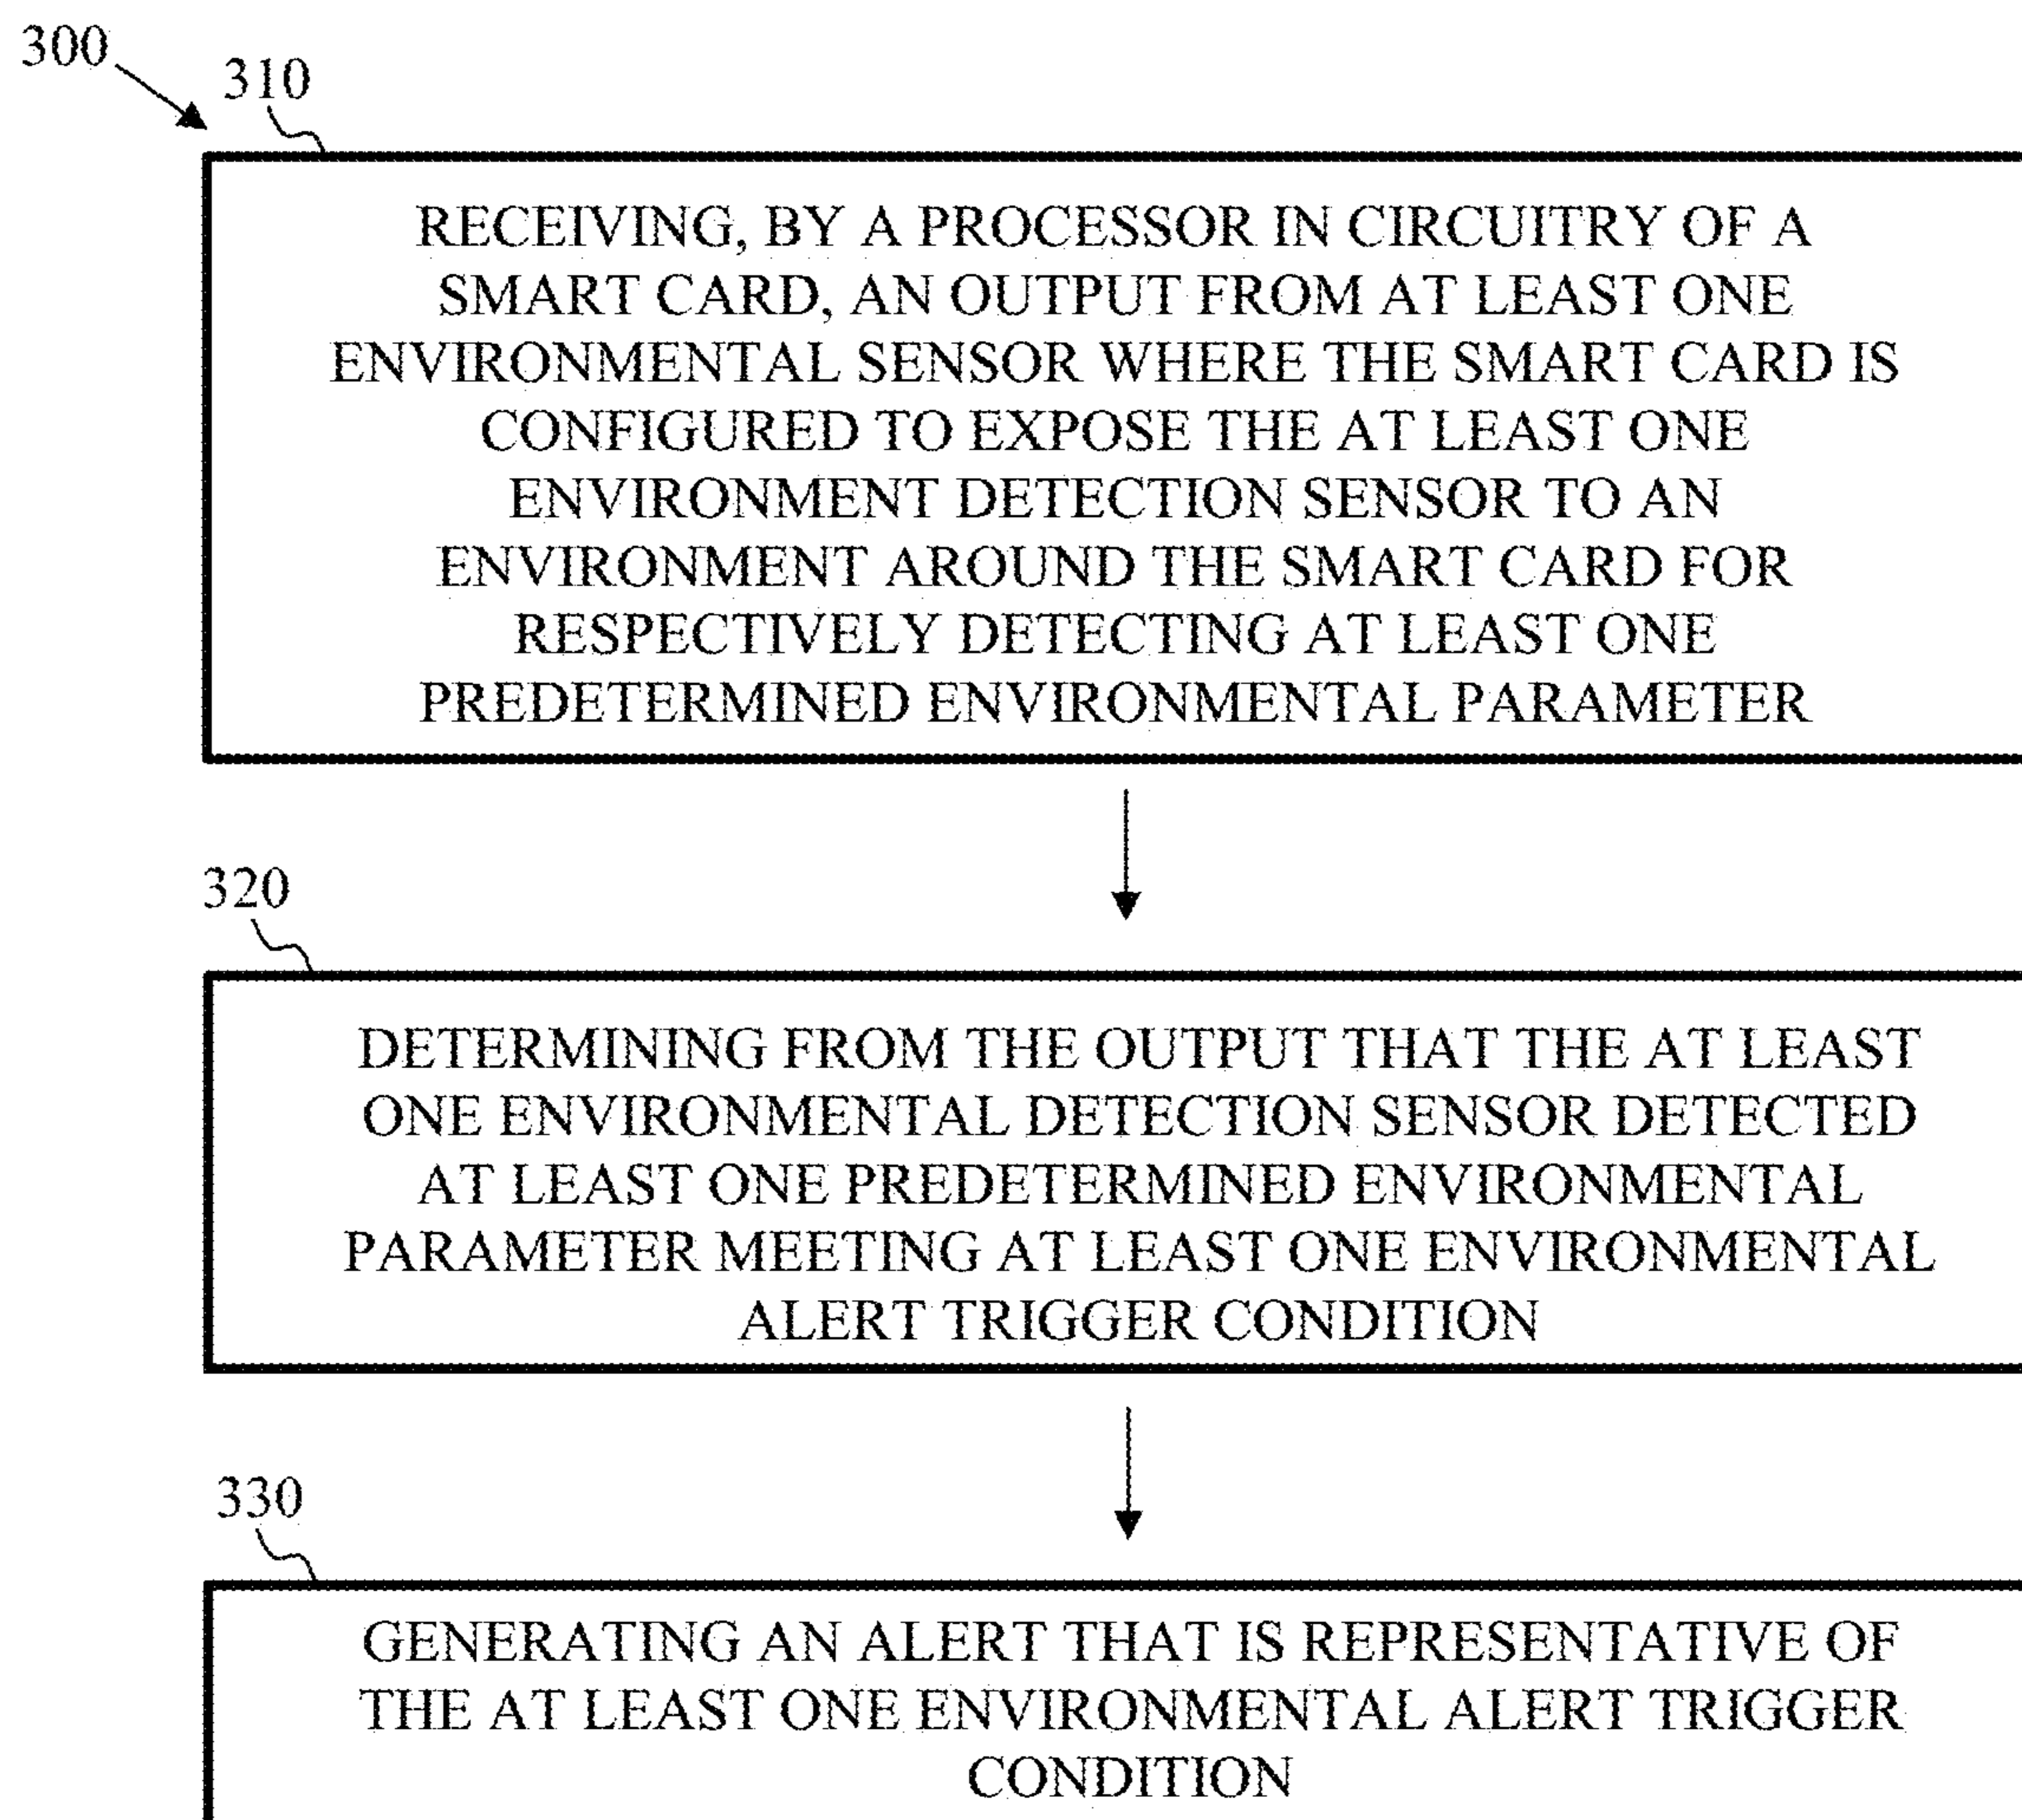 300
310
RECEIVING, BY A PROCESSOR IN CIRCUITRY OF A
SMART CARD, AN OUTPUT FROM AT LEAST ONE
ENVIRONMENTAL SENSOR WHERE THE SMART CARD IS
CONFIGURED TO EXPOSE THE AT LEAST ONE
ENVIRONMENT DETECTION SENSOR TO AN
ENVIRONMENT AROUND THE SMART CARD FOR
RESPECTIVELY DETECTING AT LEAST ONE
PREDETERMINED ENVIRONMENTAL PARAMETER
320
DETERMINING FROM THE OUTPUT THAT THE AT LEAST
ONE ENVIRONMENTAL DETECTION SENSOR DETECTED
AT LEAST ONE PREDETERMINED ENVIRONMENTAL
PARAMETER MEETING AT LEAST ONE ENVIRONMENTAL
ALERT TRIGGER CONDITION
330
GENERATING AN ALERT THAT IS REPRESENTATIVE OF
THE AT LEAST ONE ENVIRONMENTAL ALERT TRIGGER
CONDITION